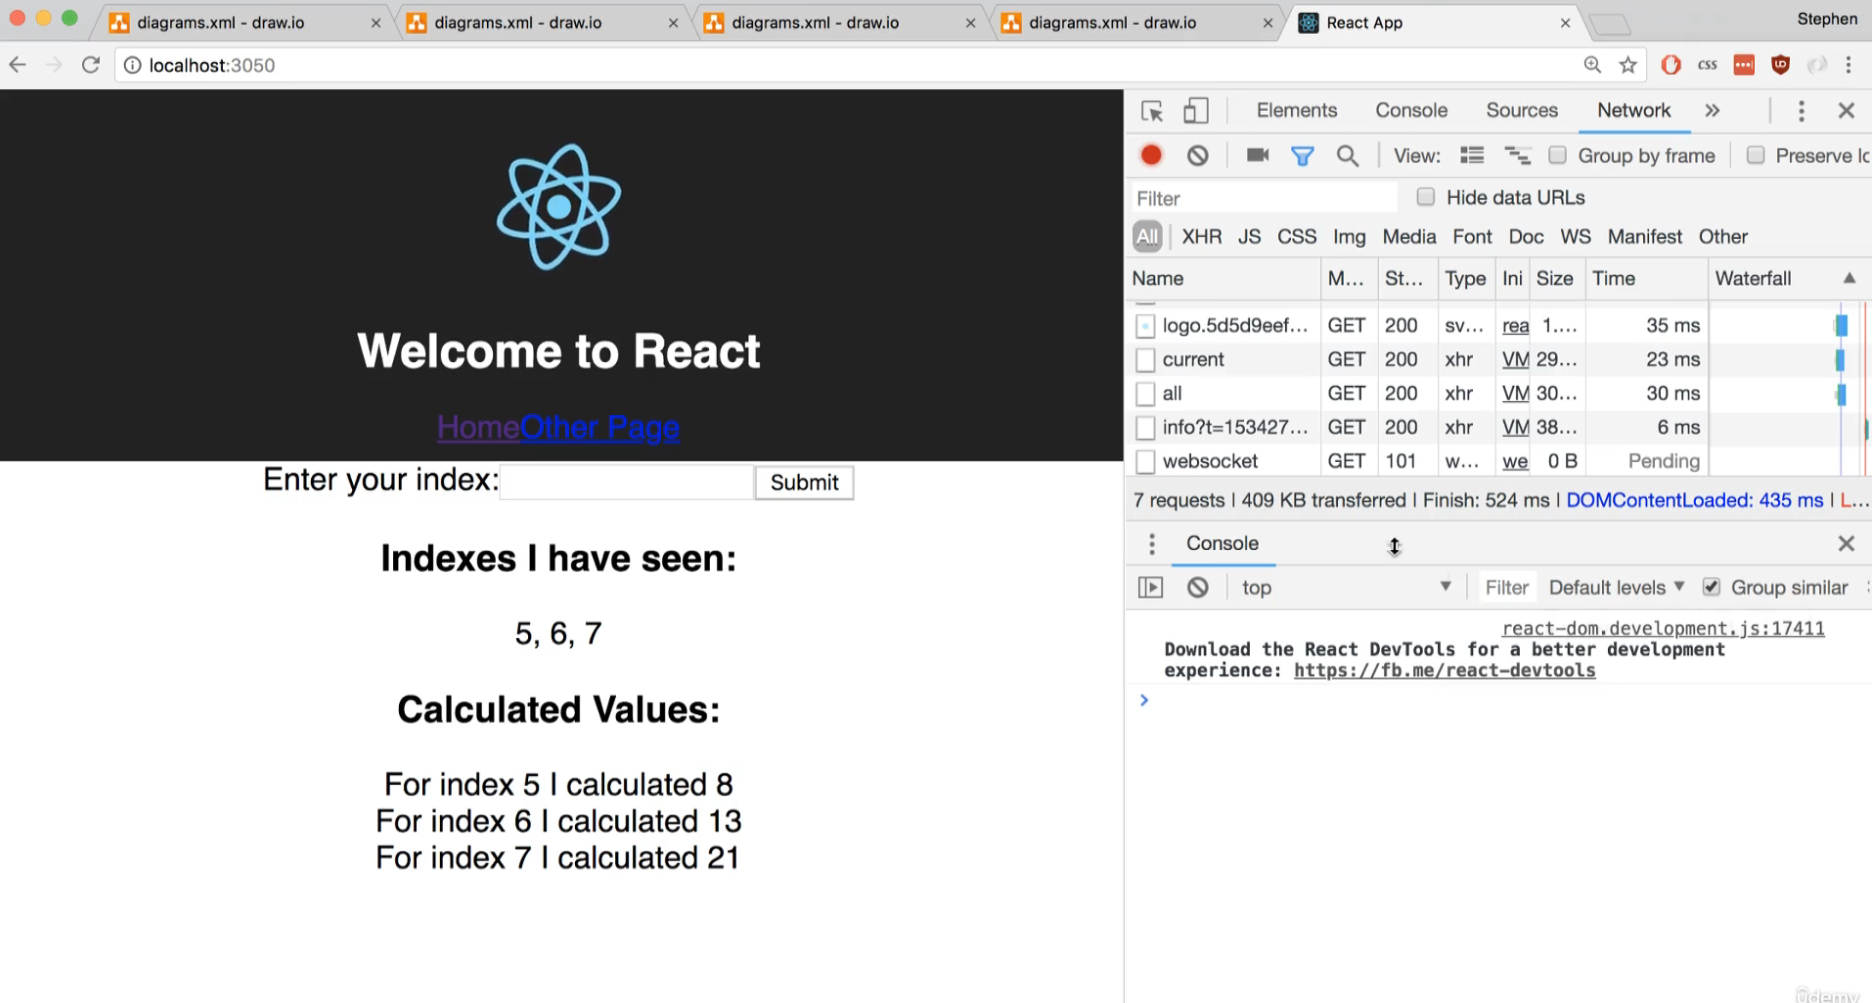 diagrams.xml - draw.io
diagrams.xml - draw.io
diagrams.xml - draw.io
diagrams.xml - draw.io
React App
Stephen
localhost:3050
css
Welcome to React
HomeOther Page
Enter your index: Submit
Indexes I have seen:
5, 6, 7
Calculated Values:
For index 5 I calculated 8
For index 6 I calculated 13
For index 7 I calculated 21
Elements Console Sources Network
View: Group by frame Preserve lo
Filter Hide data URLs
All XHR JS CSS Img Media Font Doc WS Manifest Other
Name M... St... Type Ini Size Time Waterfall
logo.5d5d9eef... GET 200 sv... rea 1.... 35 ms
current GET 200 xhr VM 29... 23 ms
all GET 200 xhr VM 30... 30 ms
info?t=153427... GET 200 xhr VM 38... 6 ms
websocket GET 101 w... we 0 B Pending
7 requests | 409 KB transferred | Finish: 524 ms | DOMContentLoaded: 435 ms | L...
Console
top Filter Default levels Group similar
react-dom.development.js:17411
Download the React DevTools for a better development
experience: https://fb.me/react-devtools
Udemy